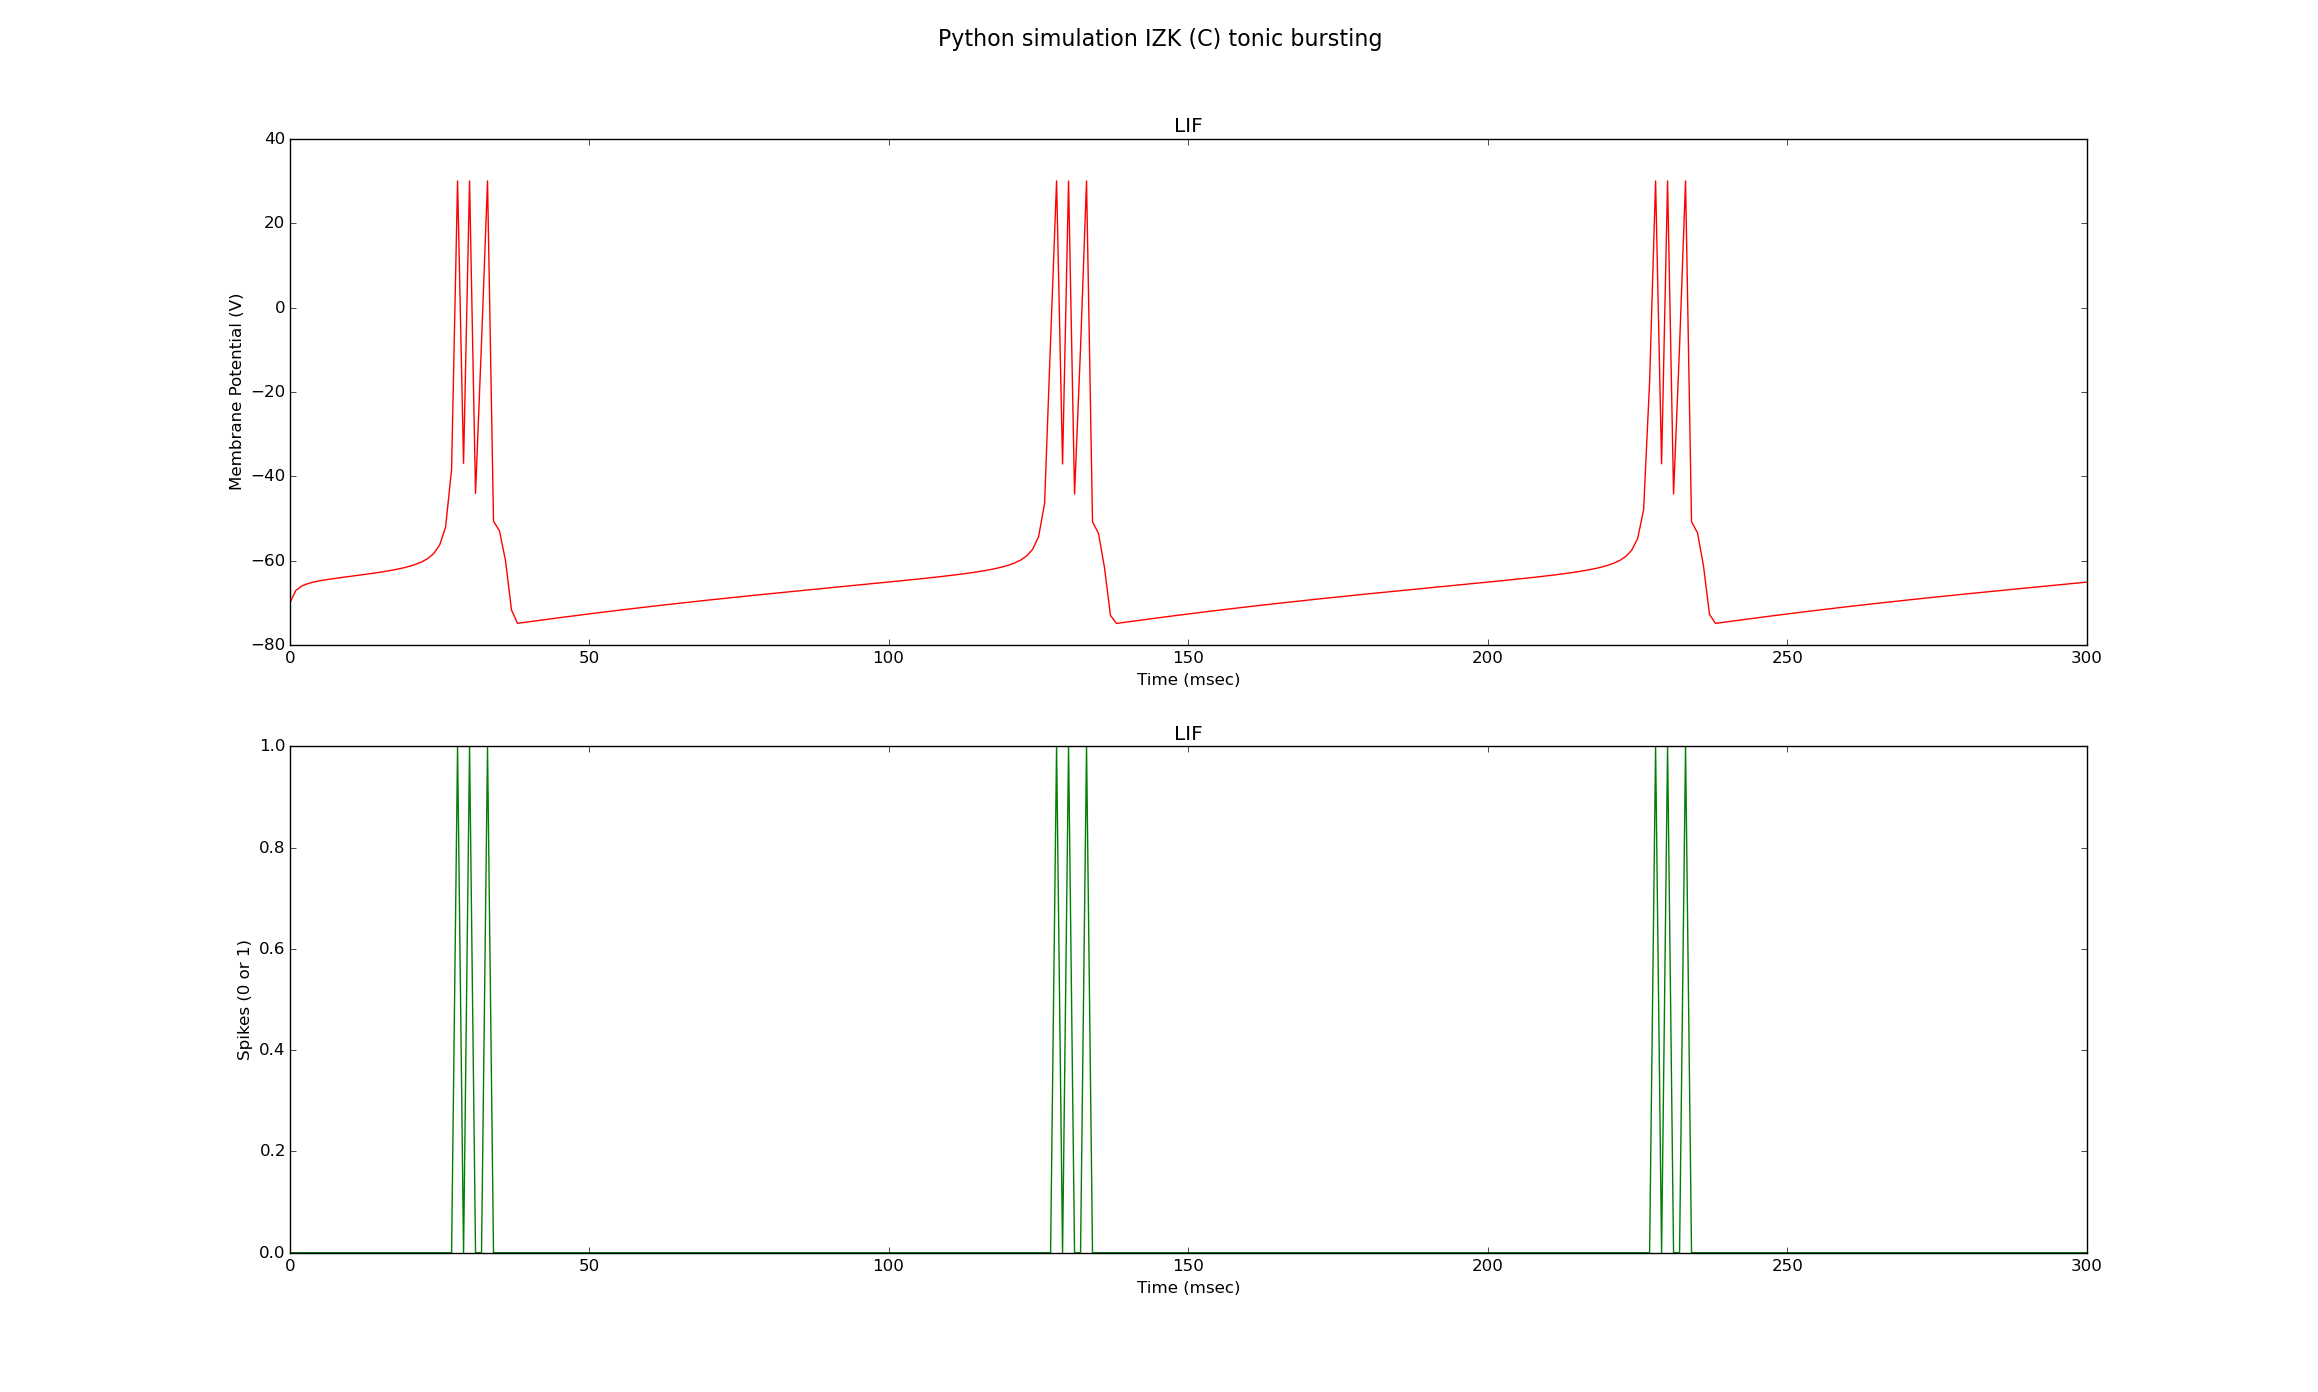 Python simulation IZK (C) tonic bursting
LIF
40
20
0
−20
−40
−60
−80
Membrane Potential (V)
0 50 100 150 200 250 300
Time (msec)
LIF
1.0
0.8
0.6
0.4
0.2
0.0
Spikes (0 or 1)
0 50 100 150 200 250 300
Time (msec)